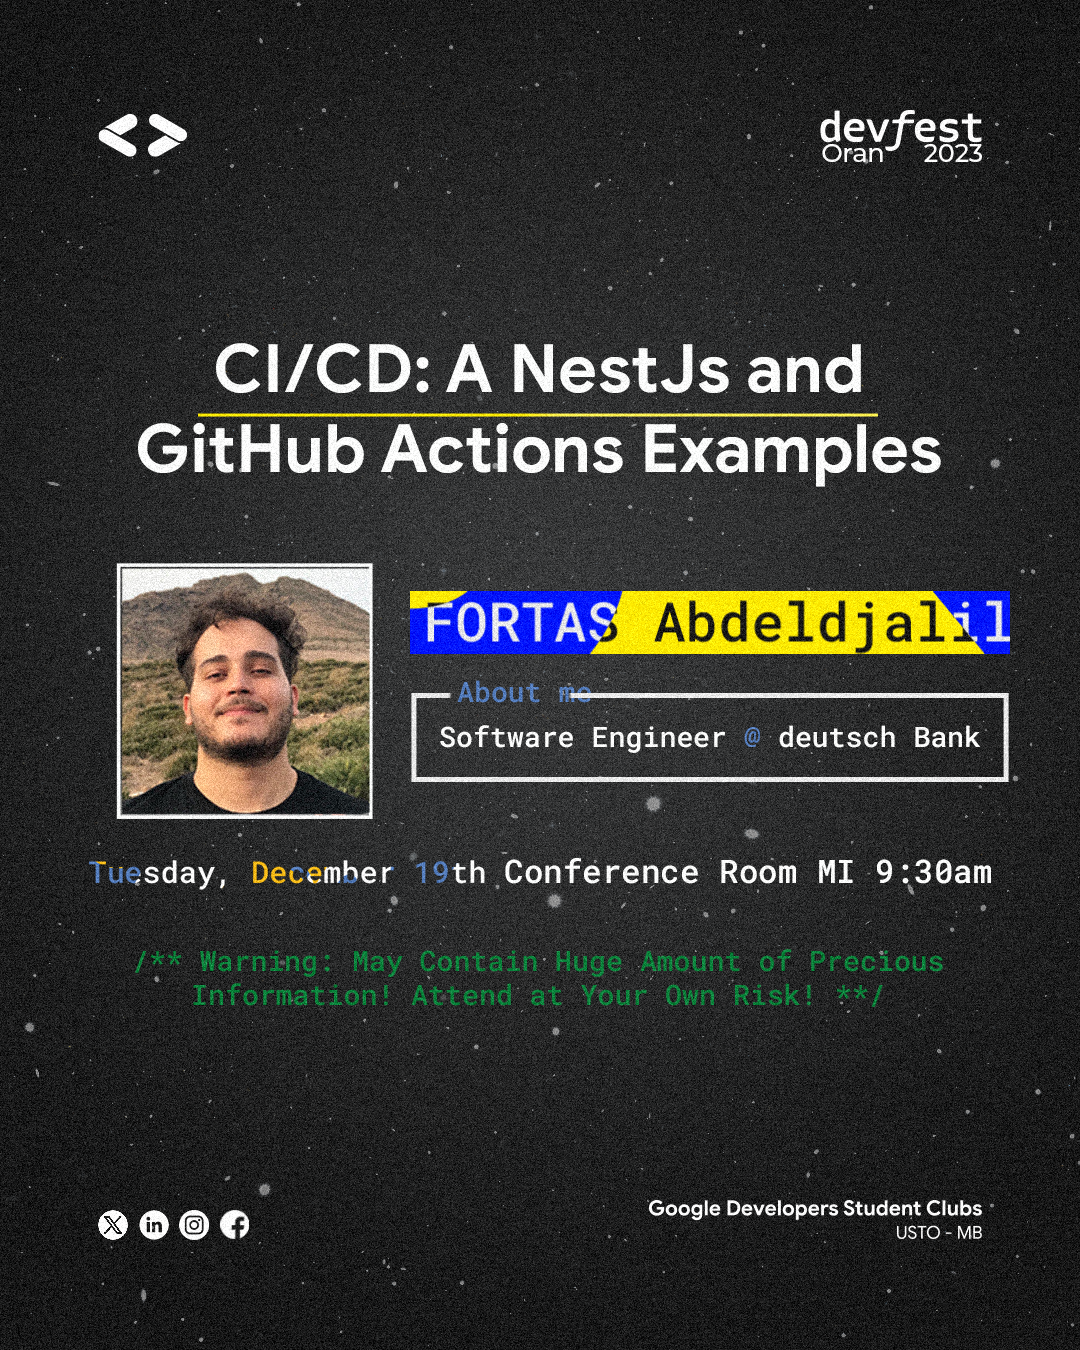 devfest
Oran 2023
CI/CD: A NestJs and
GitHub Actions Examples
FORTAS Abdeldjalil
About me
Software Engineer @ deutsch Bank
Tuesday, December 19th Conference Room MI 9:30am
/** Warning: May Contain Huge Amount of Precious
Information! Attend at Your Own Risk! **/
Google Developers Student Clubs
USTO - MB